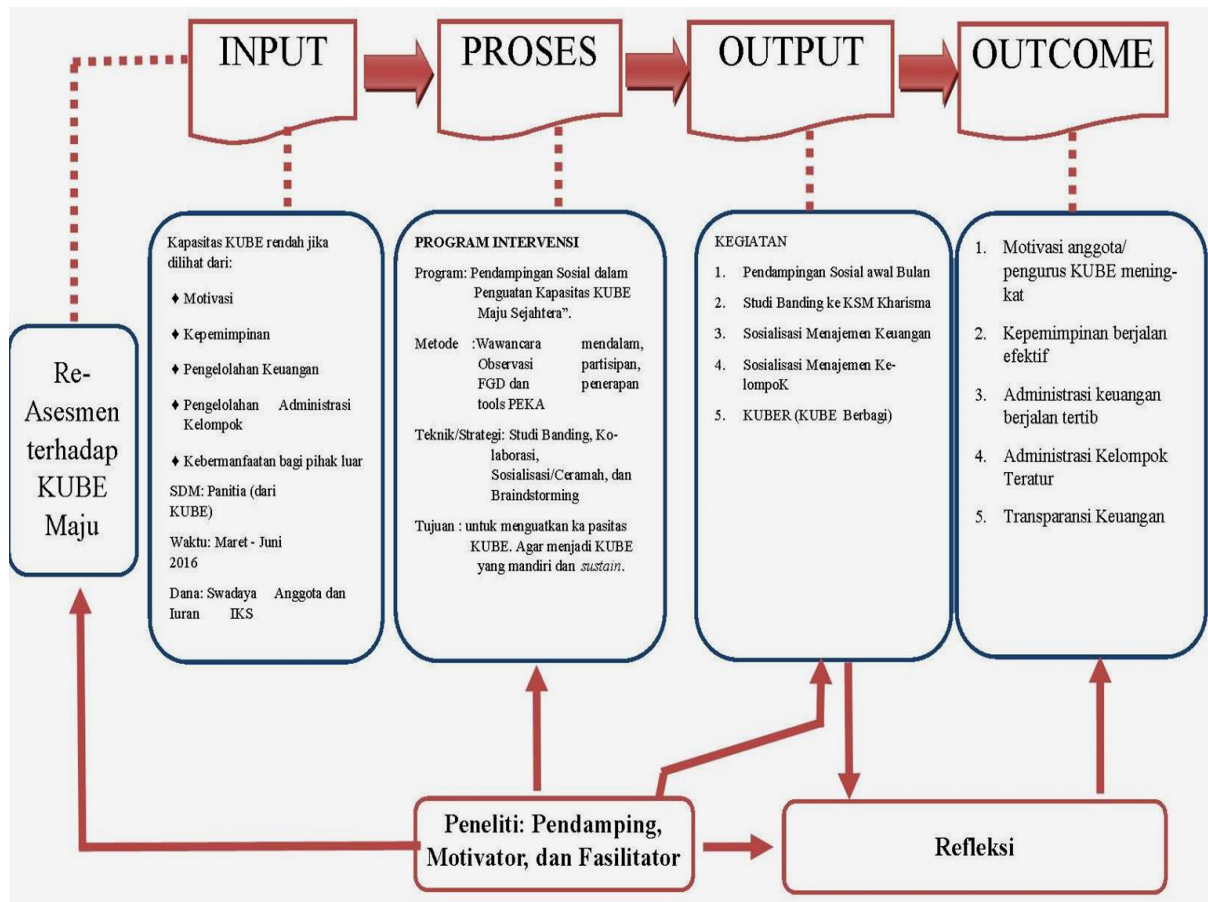 INPUT
PROSES
OUTPUT
OUTCOME
Re-
Asesmen
terhadap
KUBE
Maju
Kapasitas KUBE rendah jika
dilihat dari:
♦ Motivasi
♦ Kepemimpinan
♦ Pengelolahan Keuangan
♦ Pengelolahan Administrasi
Kelompok
♦ Kebermanfaatan bagi pihak luar
SDM: Panitia (dari
KUBE)
Waktu: Maret - Juni
2016
Dana: Swadaya Anggota dan
Iuran IKS
PROGRAM INTERVENSI
Program: Pendampingan Sosial dalam
Penguatan Kapasitas KUBE
Maju Sejahtera”.
Metode :Wawancara mendalam,
Observasi partisipan,
FGD dan penerapan
tools PEKA
Teknik/Strategi: Studi Banding, Ko-
laborasi,
Sosialisasi/Ceramah, dan
Braindstorming
Tujuan : untuk menguatkan ka pasitas
KUBE. Agar menjadi KUBE
yang mandiri dan sustain.
KEGIATAN
1. Pendampingan Sosial awal Bulan
2. Studi Banding ke KSM Kharisma
3. Sosialisasi Menajemen Keuangan
4. Sosialisasi Menajemen Ke-
lompoK
5. KUBER (KUBE Berbagi)
1. Motivasi anggota/
pengurus KUBE mening-
kat
2. Kepemimpinan berjalan
efektif
3. Administrasi keuangan
berjalan tertib
4. Administrasi Kelompok
Teratur
5. Transparansi Keuangan
Peneliti: Pendamping,
Motivator, dan Fasilitator
Refleksi